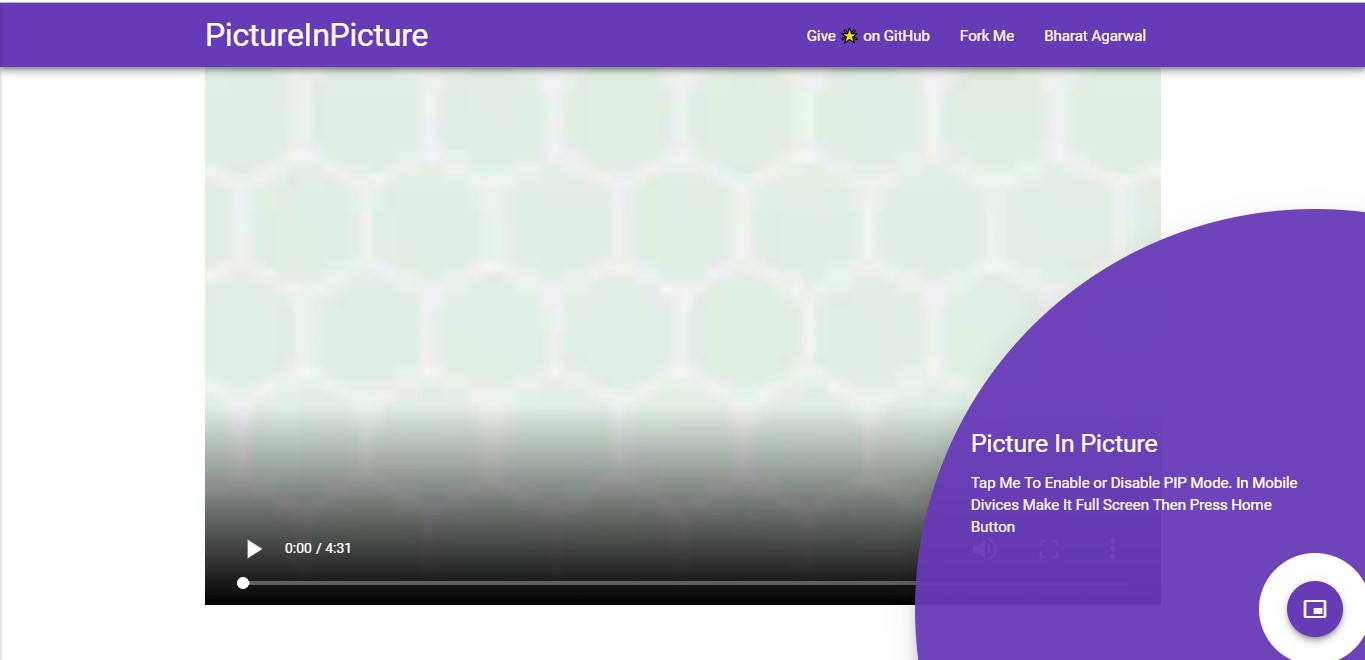 PictureInPicture
Give 🌟 on GitHub Fork Me Bharat Agarwal
Picture In Picture
Tap Me To Enable or Disable PIP Mode. In Mobile
Divices Make It Full Screen Then Press Home
Button
0:00 / 4:31